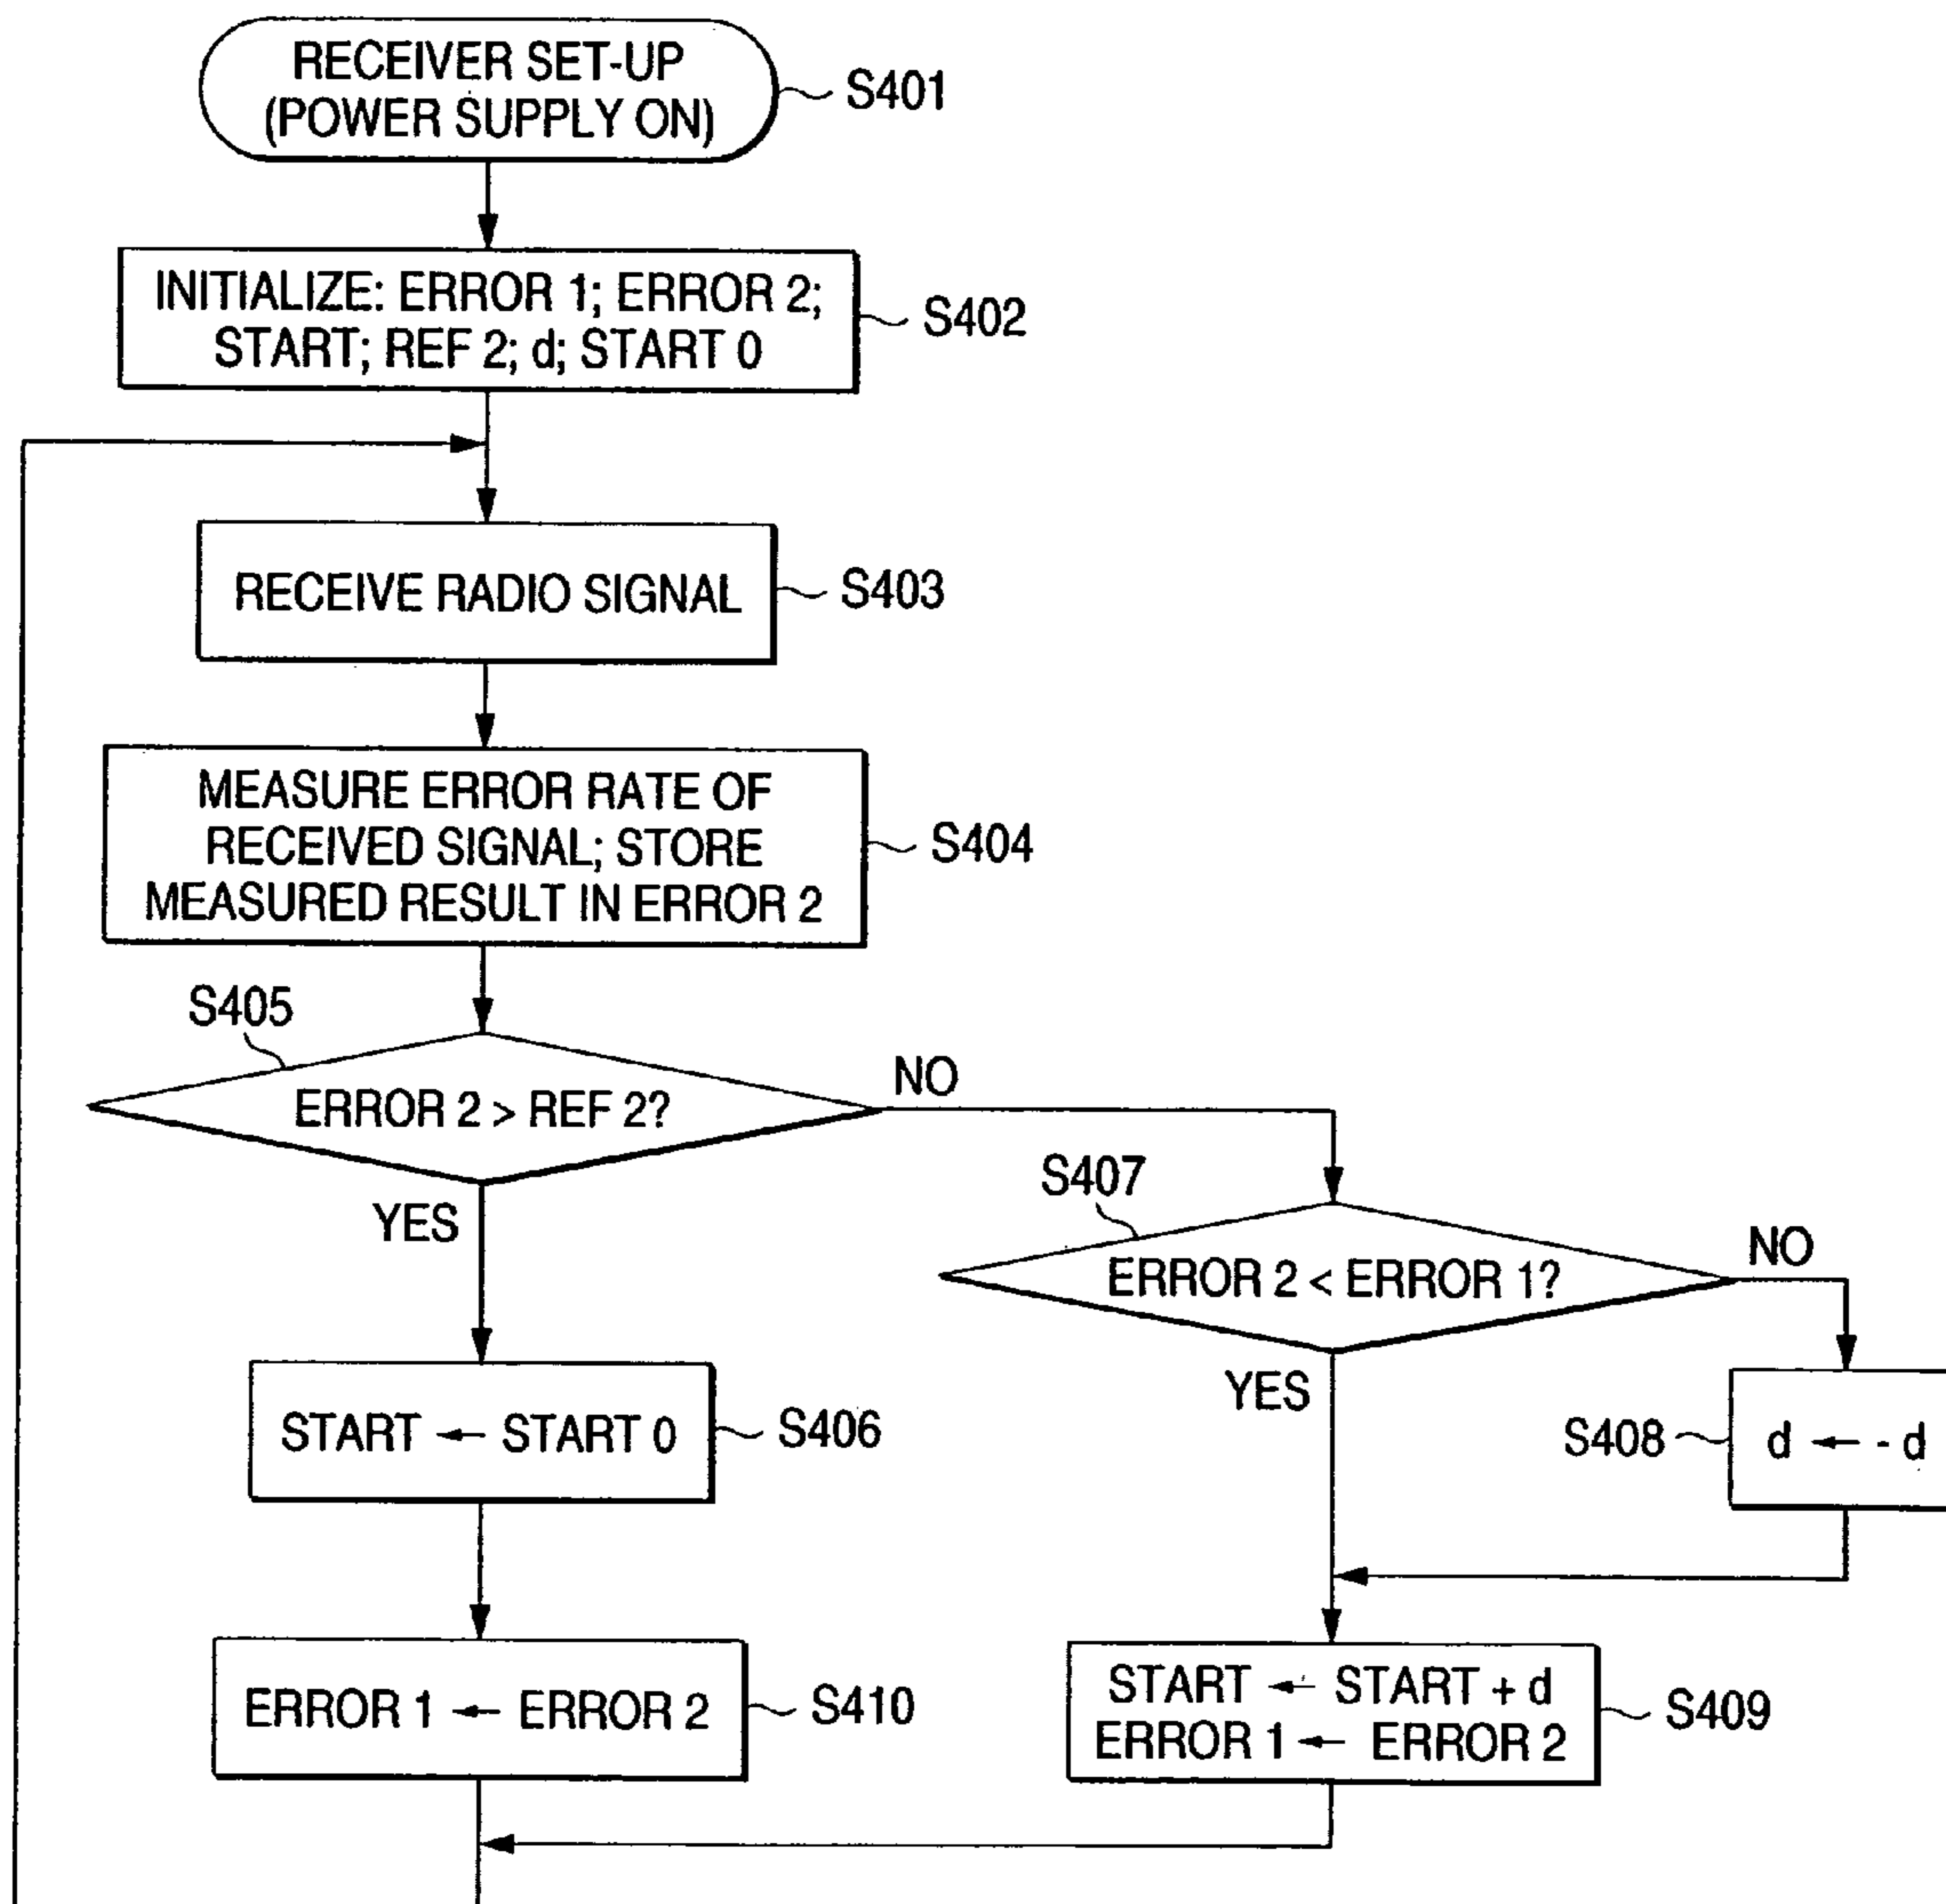 RECEIVER SET-UP
(POWER SUPPLY ON)
S401
INITIALIZE: ERROR 1; ERROR 2;
START; REF 2; d; START 0
S402
RECEIVE RADIO SIGNAL
S403
MEASURE ERROR RATE OF
RECEIVED SIGNAL; STORE
MEASURED RESULT IN ERROR 2
S404
S405
ERROR 2 > REF 2?
NO
YES
S407
ERROR 2 < ERROR 1?
NO
YES
START ← START 0
S406
S408
d ← - d
ERROR 1 ← ERROR 2
S410
START ← START + d
ERROR 1 ← ERROR 2
S409